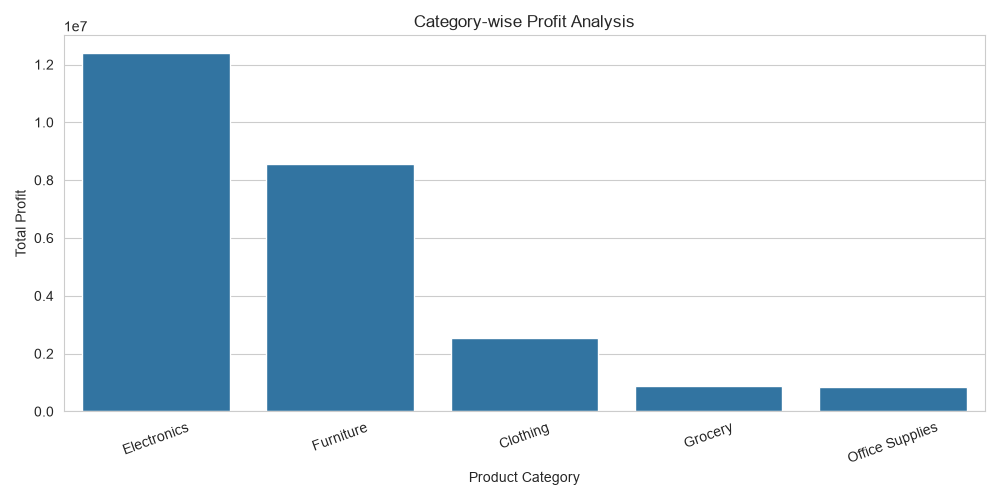 Category-wise Profit Analysis
1e7
1.2
1.0
0.8
0.6
0.4
0.2
0.0
Total Profit
Electronics
Furniture
Clothing
Grocery
Office Supplies
Product Category